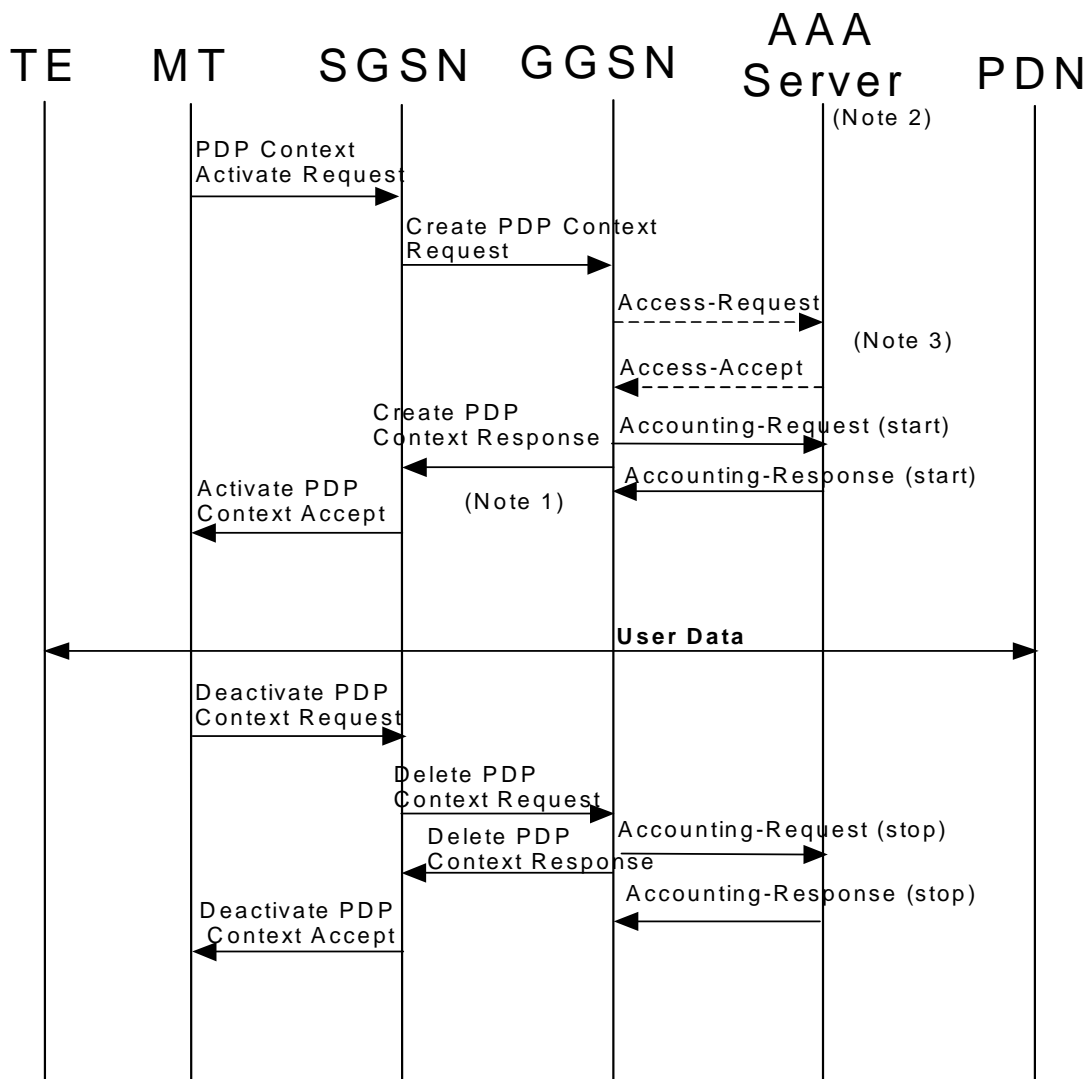 TE
MT
SGSN
GGSN
AAA
Server
PDN
(Note 2)
PDP Context
Activate Request
Create PDP Context
Request
Access-Request
(Note 3)
Access-Accept
Create PDP
Context Response
Accounting-Request (start)
Accounting-Response (start)
Activate PDP
Context Accept
(Note 1)
User Data
Deactivate PDP
Context Request
Delete PDP
Context Request
Accounting-Request (stop)
Delete PDP
Context Response
Accounting-Response (stop)
Deactivate PDP
Context Accept